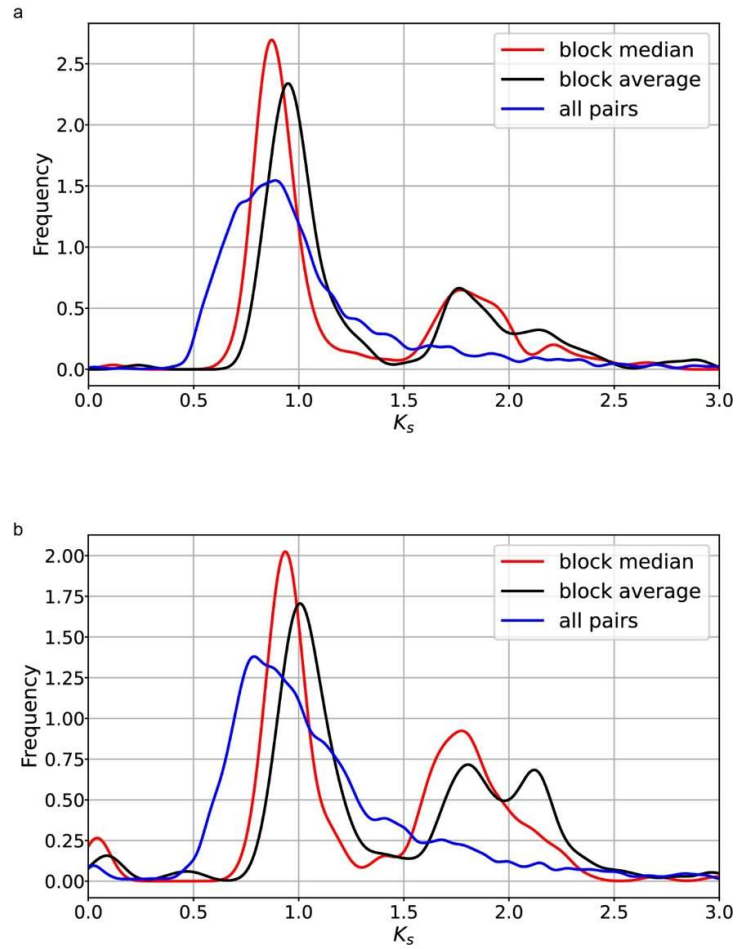 a
block median
block average
all pairs
Frequency
2.5
2.0
1.5
1.0
0.5
0.0
0.0 0.5 1.0 1.5 2.0 2.5 3.0
Ks
b
block median
block average
all pairs
Frequency
2.00
1.75
1.50
1.25
1.00
0.75
0.50
0.25
0.00
0.0 0.5 1.0 1.5 2.0 2.5 3.0
Ks